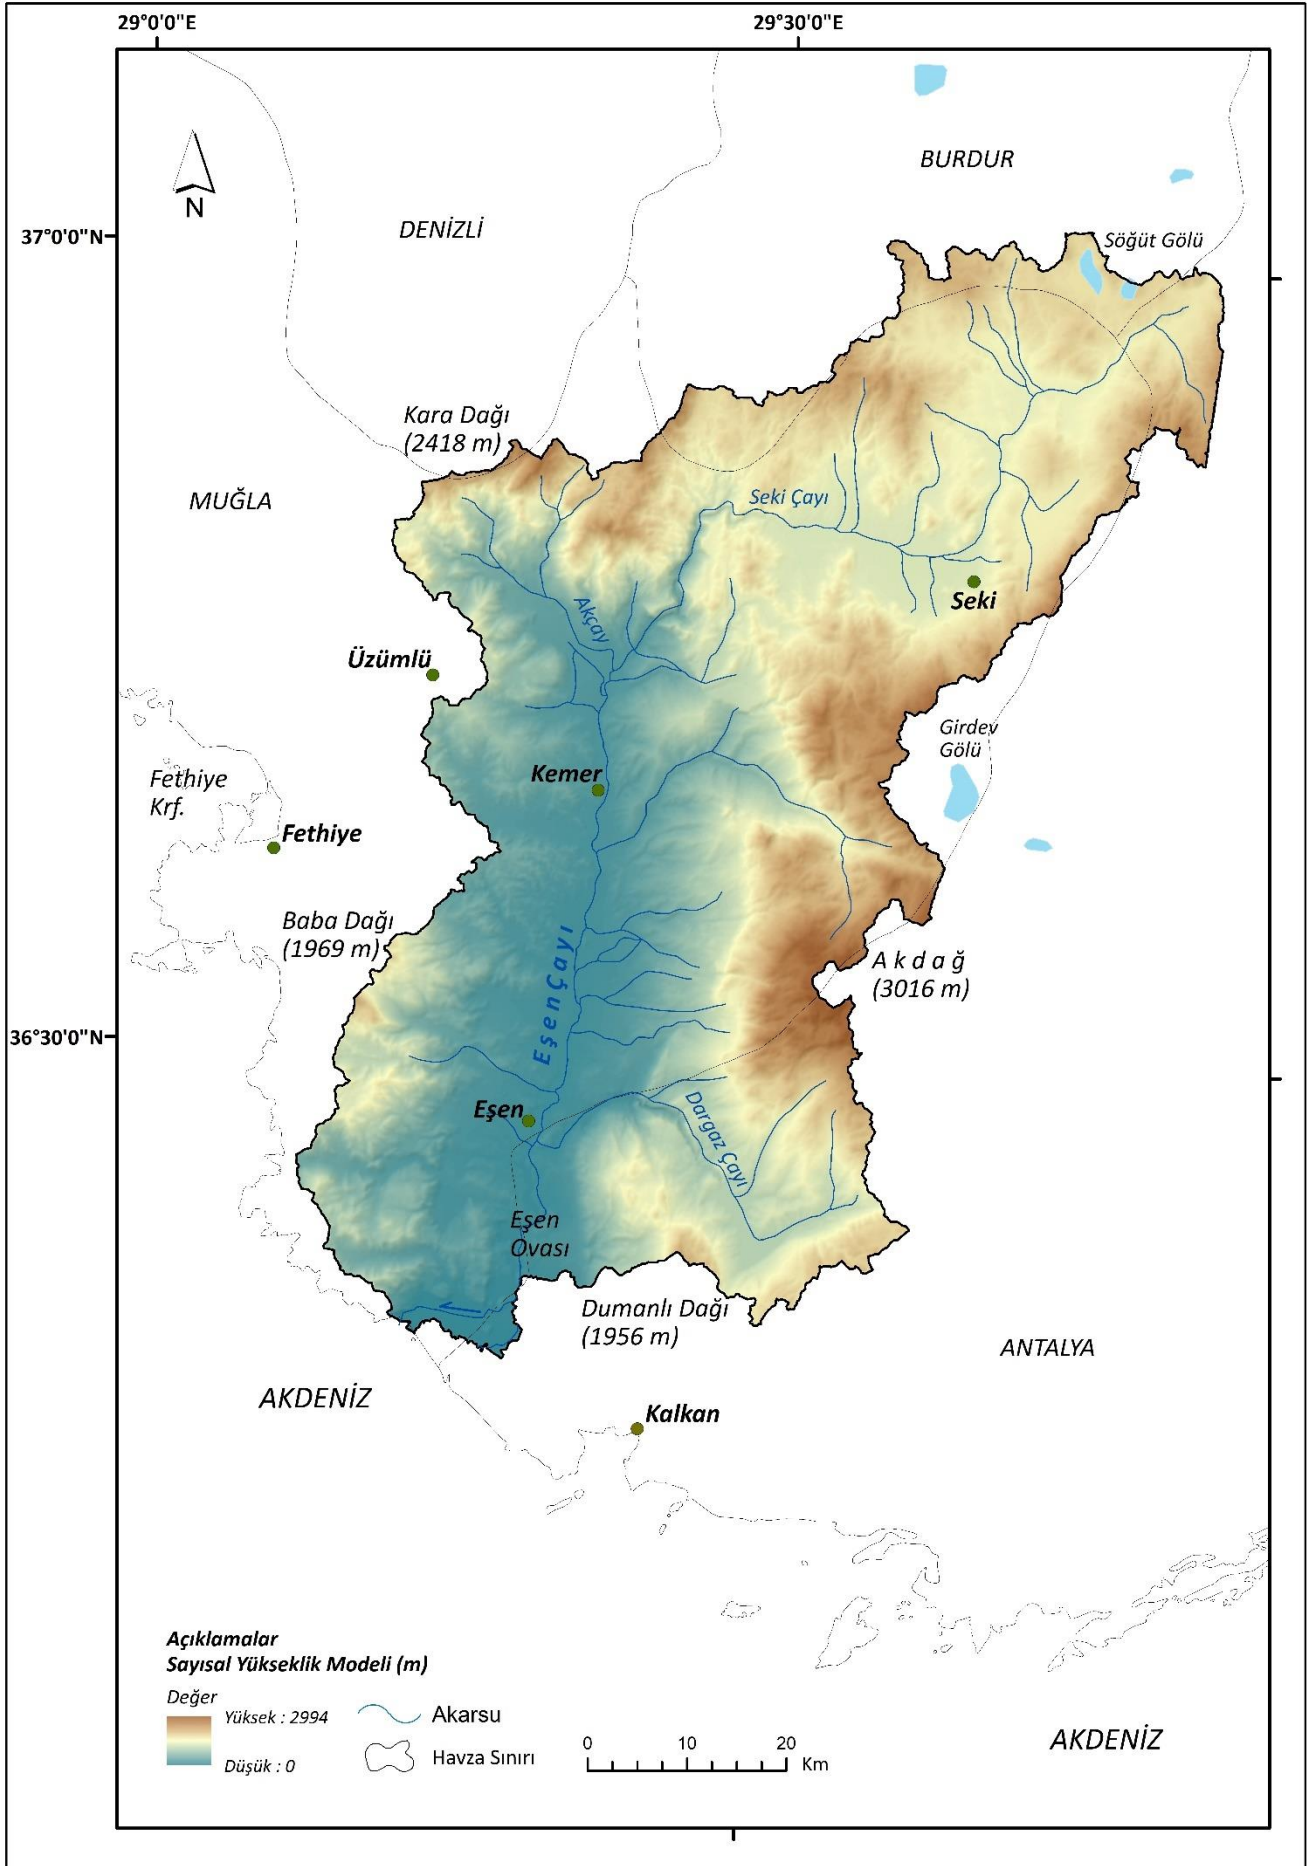 29°0'0"E
29°30'0"E
BURDUR
N
DENİZLİ
37°0'0"N
Söğüt Gölü
Kara Dağı
(2418 m)
MUĞLA
Seki Çayı
Seki
Akçay
Üzümlü
Girdev
Gölü
Kemer
Fethiye
Krf.
Fethiye
Baba Dağı
(1969 m)
Akdağ
(3016 m)
Eşen Çayı
36°30'0"N
Eşen
Dargaz Çayı
Eşen
Ovası
Dumanlı Dağı
(1956 m)
ANTALYA
AKDENİZ
Kalkan
Açıklamalar
Sayısal Yükseklik Modeli (m)
Değer
Yüksek : 2994
Düşük : 0
Akarsu
Havza Sınırı
0 10 20
Km
AKDENİZ